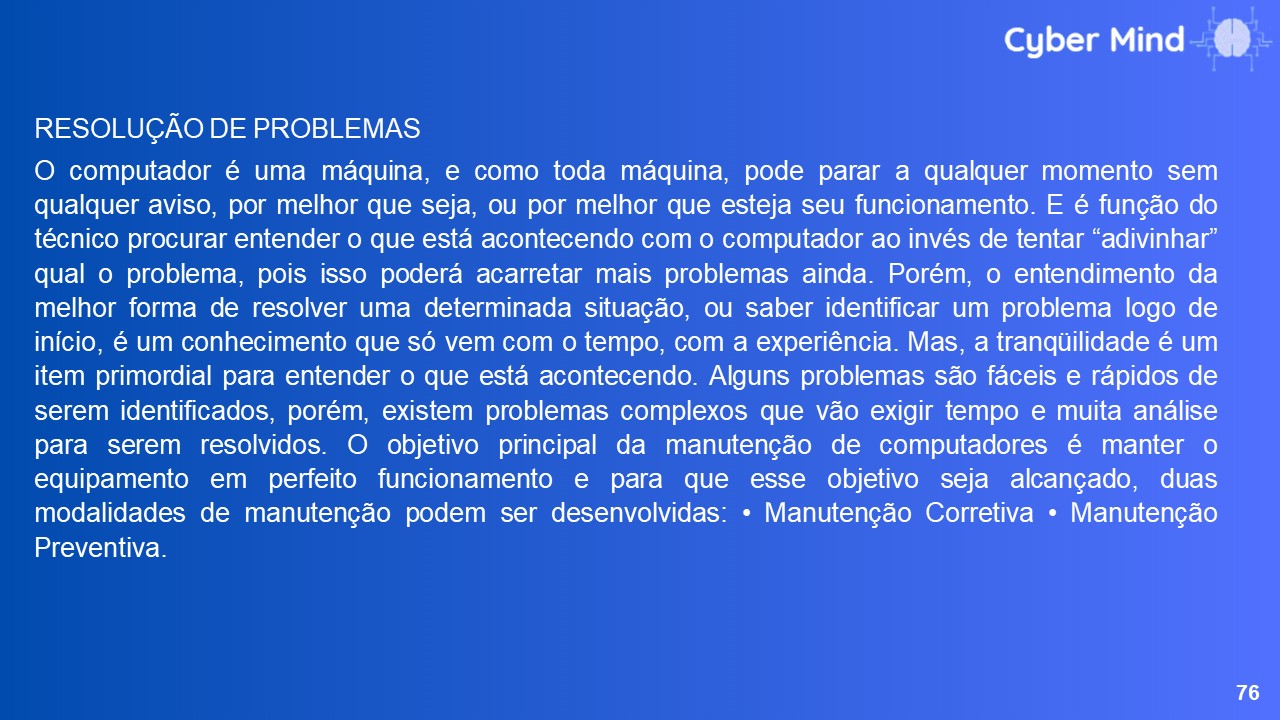 Cyber Mind
RESOLUÇÃO DE PROBLEMAS
O computador é uma máquina, e como toda máquina, pode parar a qualquer momento sem
qualquer aviso, por melhor que seja, ou por melhor que esteja seu funcionamento. E é função do
técnico procurar entender o que está acontecendo com o computador ao invés de tentar “adivinhar”
qual o problema, pois isso poderá acarretar mais problemas ainda. Porém, o entendimento da
melhor forma de resolver uma determinada situação, ou saber identificar um problema logo de
início, é um conhecimento que só vem com o tempo, com a experiência. Mas, a tranqüilidade é um
item primordial para entender o que está acontecendo. Alguns problemas são fáceis e rápidos de
serem identificados, porém, existem problemas complexos que vão exigir tempo e muita análise
para serem resolvidos. O objetivo principal da manutenção de computadores é manter o
equipamento em perfeito funcionamento e para que esse objetivo seja alcançado, duas
modalidades de manutenção podem ser desenvolvidas: • Manutenção Corretiva • Manutenção
Preventiva.
76